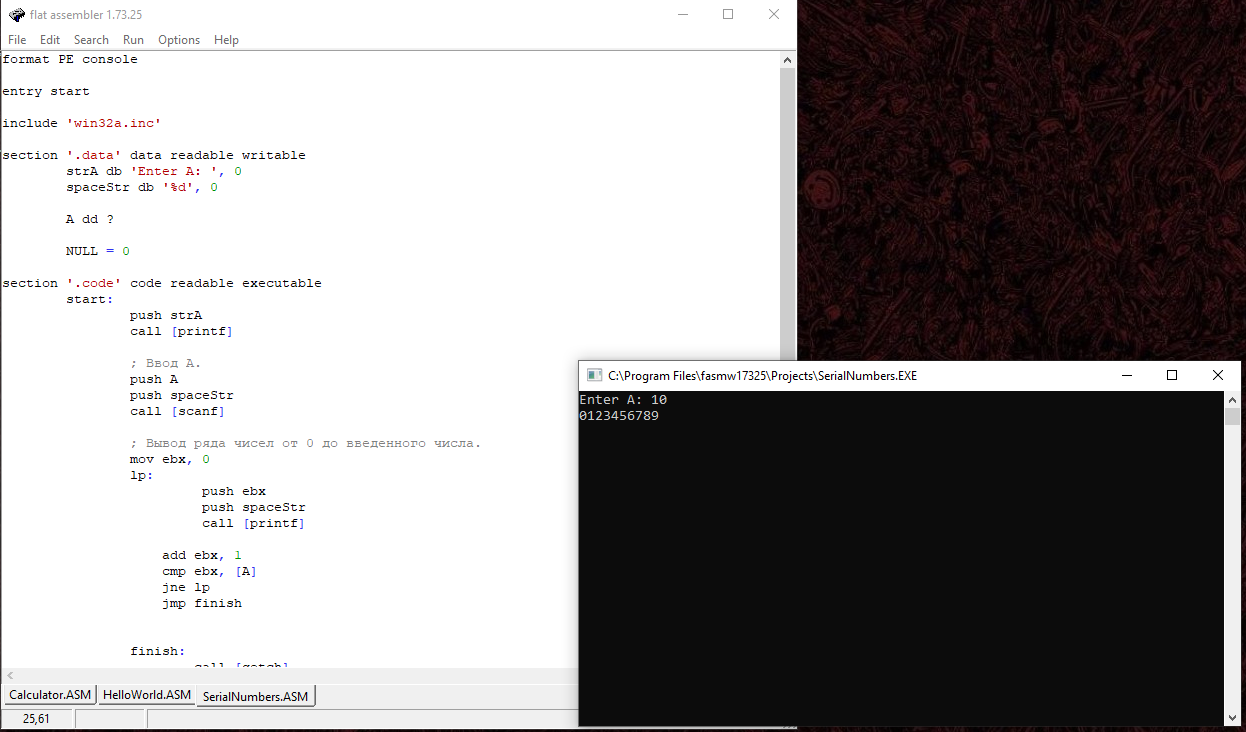 flat assembler 1.73.25
File Edit Search Run Options Help
format PE console
entry start
include 'win32a.inc'
section '.data' data readable writable
strA db 'Enter A: ', 0
spaceStr db '%d', 0
A dd ?
NULL = 0
section '.code' code readable executable
start:
push strA
call [printf]
; Ввод A.
push A
push spaceStr
call [scanf]
; Вывод ряда чисел от 0 до введенного числа.
mov ebx, 0
lp:
push ebx
push spaceStr
call [printf]
add ebx, 1
cmp ebx, [A]
jne lp
jmp finish
finish:
call [getch]
Calculator.ASM HelloWorld.ASM SerialNumbers.ASM
25,61
C:\Program Files\fasmw17325\Projects\SerialNumbers.EXE
Enter A: 10
0123456789